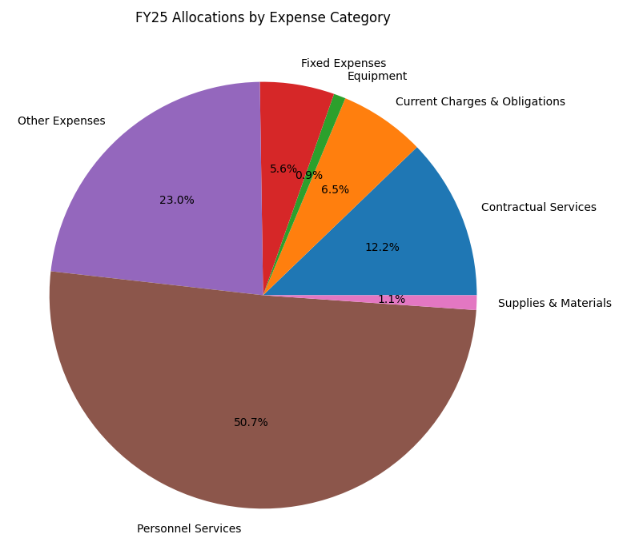 FY25 Allocations by Expense Category
Fixed Expenses
Equipment
Current Charges & Obligations
Other Expenses
5.6%
0.9%
6.5%
23.0%
Contractual Services
12.2%
1.1%
Supplies & Materials
50.7%
Personnel Services